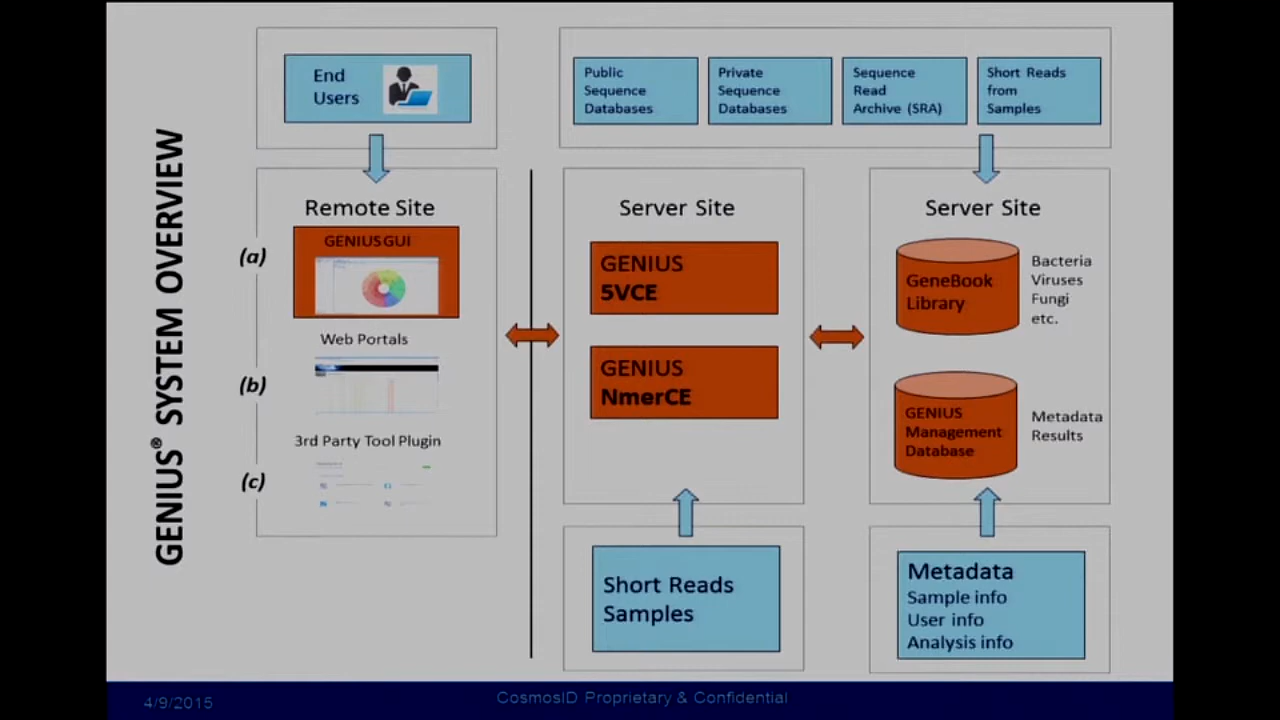 GENIUS® SYSTEM OVERVIEW
End
Users
Public
Sequence
Databases
Private
Sequence
Databases
Sequence
Read
Archive (SRA)
Short Reads
from
Samples
Remote Site
(a)
GENIUS GUI
Web Portals
(b)
3rd Party Tool Plugin
(c)
Server Site
GENIUS
5VCE
GENIUS
NmerCE
Server Site
GeneBook
Library
Bacteria
Viruses
Fungi
etc.
GENIUS
Management
Database
Metadata
Results
Short Reads
Samples
Metadata
Sample info
User info
Analysis info
4/9/2015
CosmosID Proprietary & Confidential